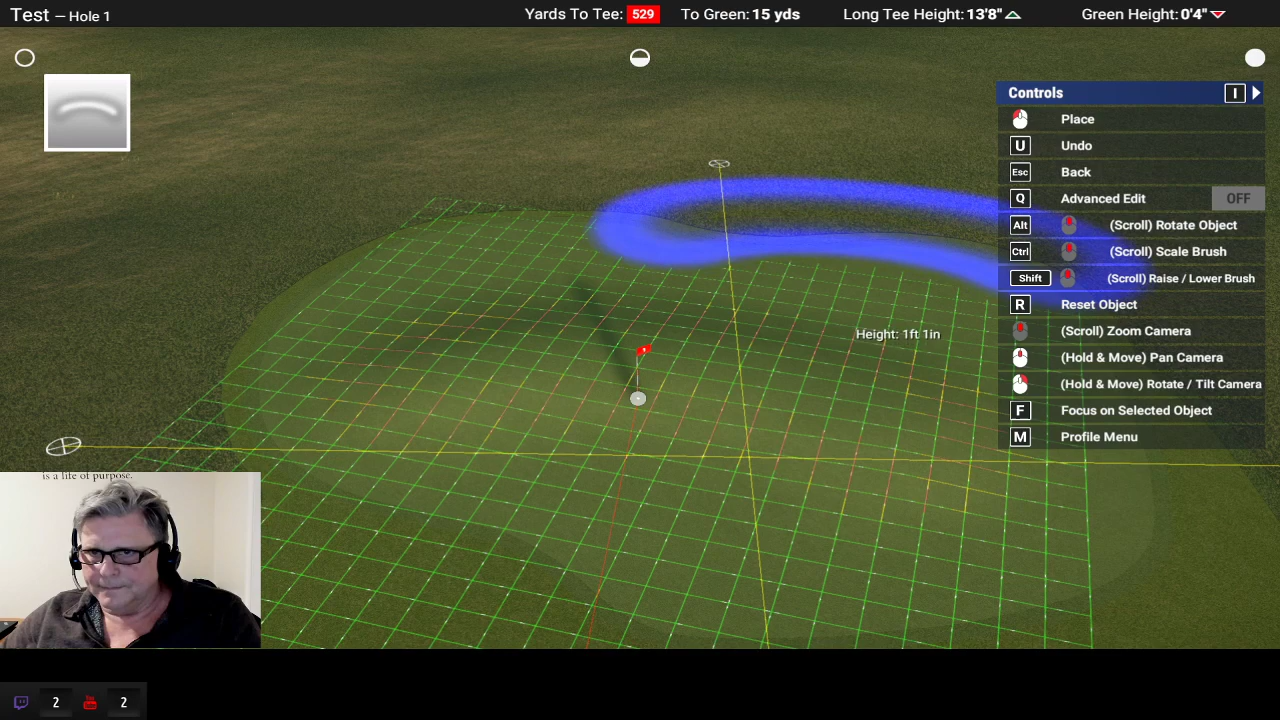 Test — Hole 1
Yards To Tee: 529 To Green: 15 yds Long Tee Height: 13'8" Green Height: 0'4"
Controls I
Place
U Undo
Esc Back
Q Advanced Edit OFF
Alt (Scroll) Rotate Object
Ctrl (Scroll) Scale Brush
Shift (Scroll) Raise / Lower Brush
R Reset Object
(Scroll) Zoom Camera
(Hold & Move) Pan Camera
(Hold & Move) Rotate / Tilt Camera
F Focus on Selected Object
M Profile Menu
Height: 1ft 1in
is a life of purpose.
2 You Tube 2